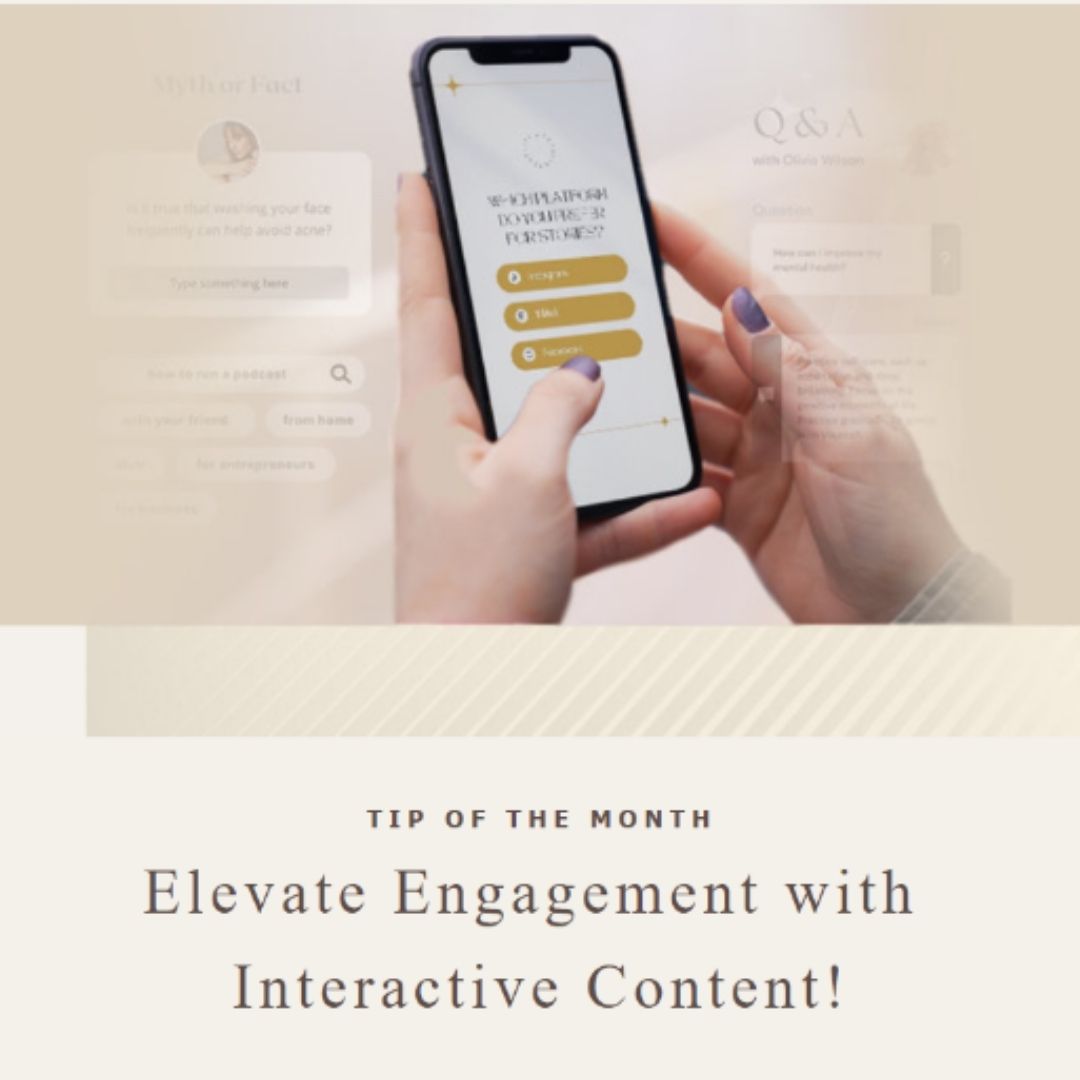 Myth or Fact
Is it true that washing your face
frequently can help avoid acne?
Type something here
how to run a podcast
with your friend
from home
for entrepreneurs
for business
WHICH PLATFORM
DO YOU PREFER
FOR STORIES?
Instagram
Facebook
Q & A
with Olivia Wilson
Question
How can I improve my
mental health?
?
TIP OF THE MONTH
Elevate Engagement with
Interactive Content!